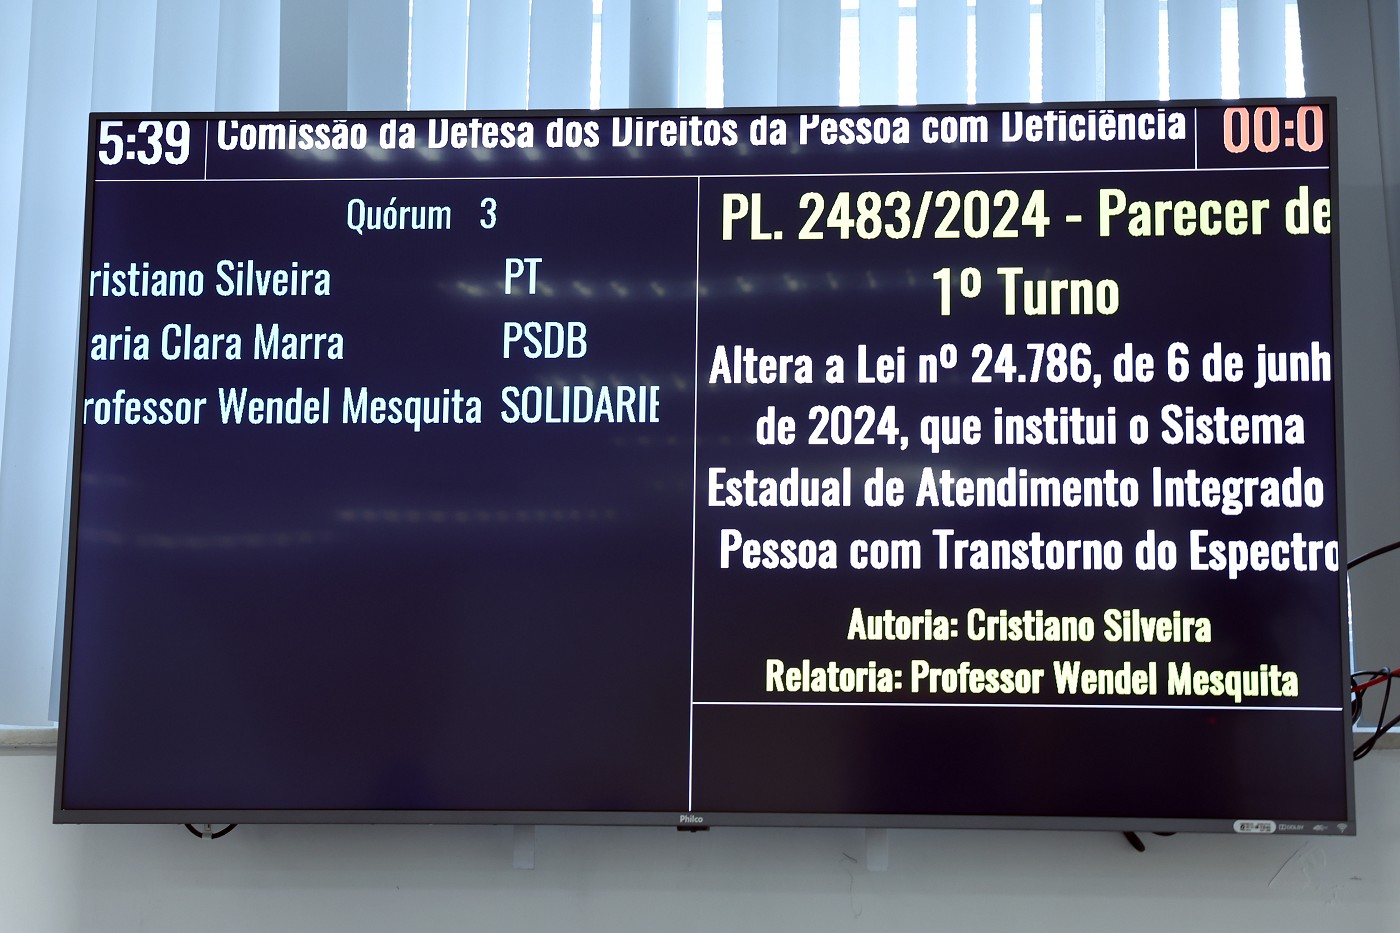 5:39 Comissão da Defesa dos Direitos da Pessoa com Deficiência 00:0
Quórum 3
ristiano Silveira PT
aria Clara Marra PSDB
rofessor Wendel Mesquita SOLIDARIE
PL. 2483/2024 - Parecer de
1º Turno
Altera a Lei nº 24.786, de 6 de junh
de 2024, que institui o Sistema
Estadual de Atendimento Integrado
Pessoa com Transtorno do Espectro
Autoria: Cristiano Silveira
Relatoria: Professor Wendel Mesquita
Philco